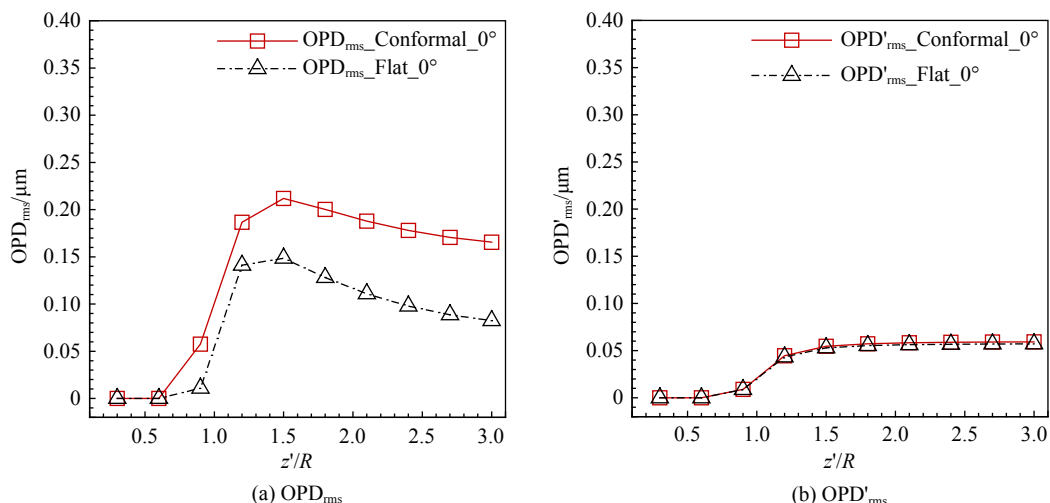 0.40
0.35
0.30
0.25
0.20
0.15
0.10
0.05
0
OPDrms/μm
OPDrms_Conformal_0°
OPDrms_Flat_0°
0.5 1.0 1.5 2.0 2.5 3.0
z'/R
(a) OPDrms
0.40
0.35
0.30
0.25
0.20
0.15
0.10
0.05
0
OPD'rms/μm
OPD'rms_Conformal_0°
OPD'rms_Flat_0°
0.5 1.0 1.5 2.0 2.5 3.0
z'/R
(b) OPD'rms